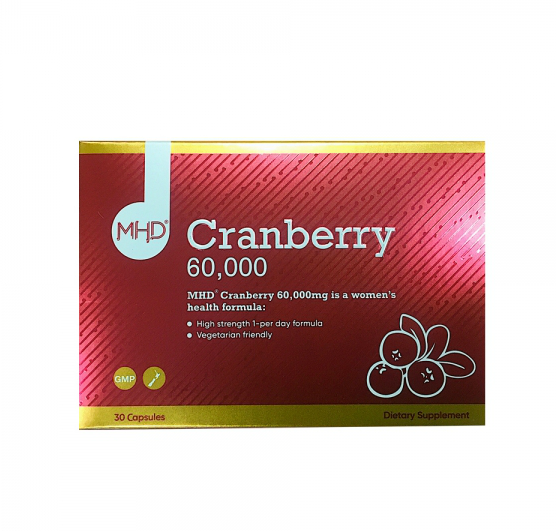 MHD®
Cranberry
60,000
MHD® Cranberry 60,000mg is a women's
health formula:
• High strength 1-per day formula
• Vegetarian friendly
GMP
30 Capsules
Dietary Supplement